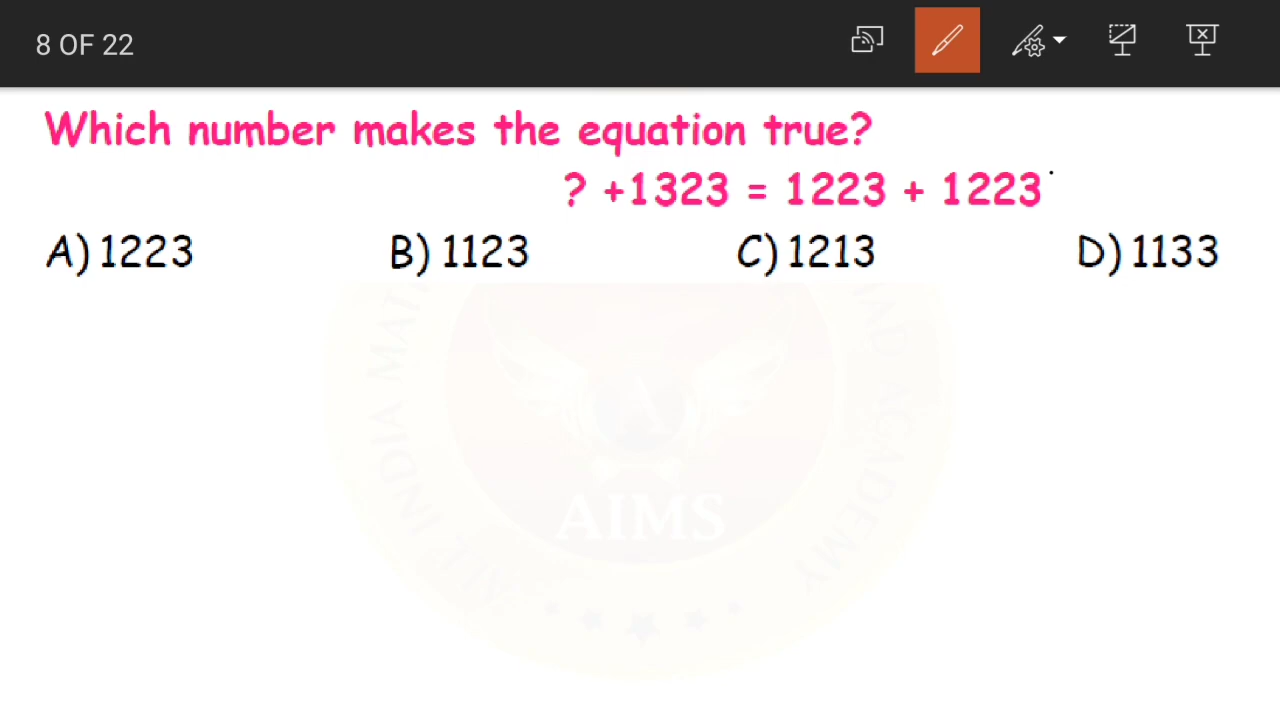 8 OF 22
Which number makes the equation true?
? +1323 = 1223 + 1223
A) 1223 B) 1123 C) 1213 D) 1133
AIMS